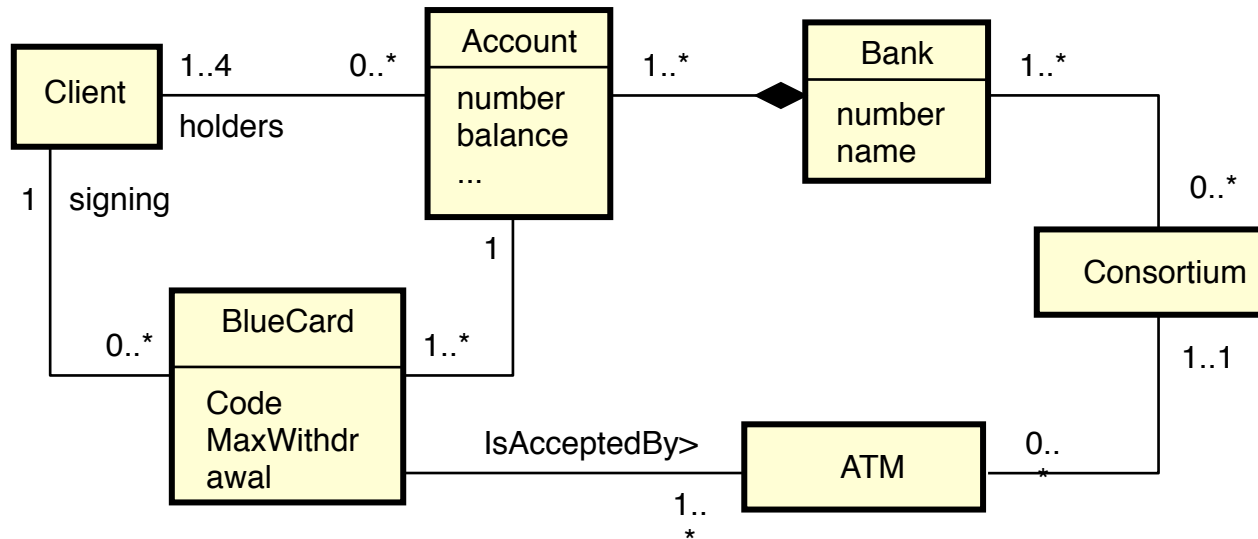 Client
1..4
holders
0..*
Account
number
balance
...
1..*
Bank
number
name
1..*
0..*
Consortium
1..1
1
signing
0..*
BlueCard
Code
MaxWithdr
awal
1
1..*
IsAcceptedBy>
1..
*
ATM
0..
*